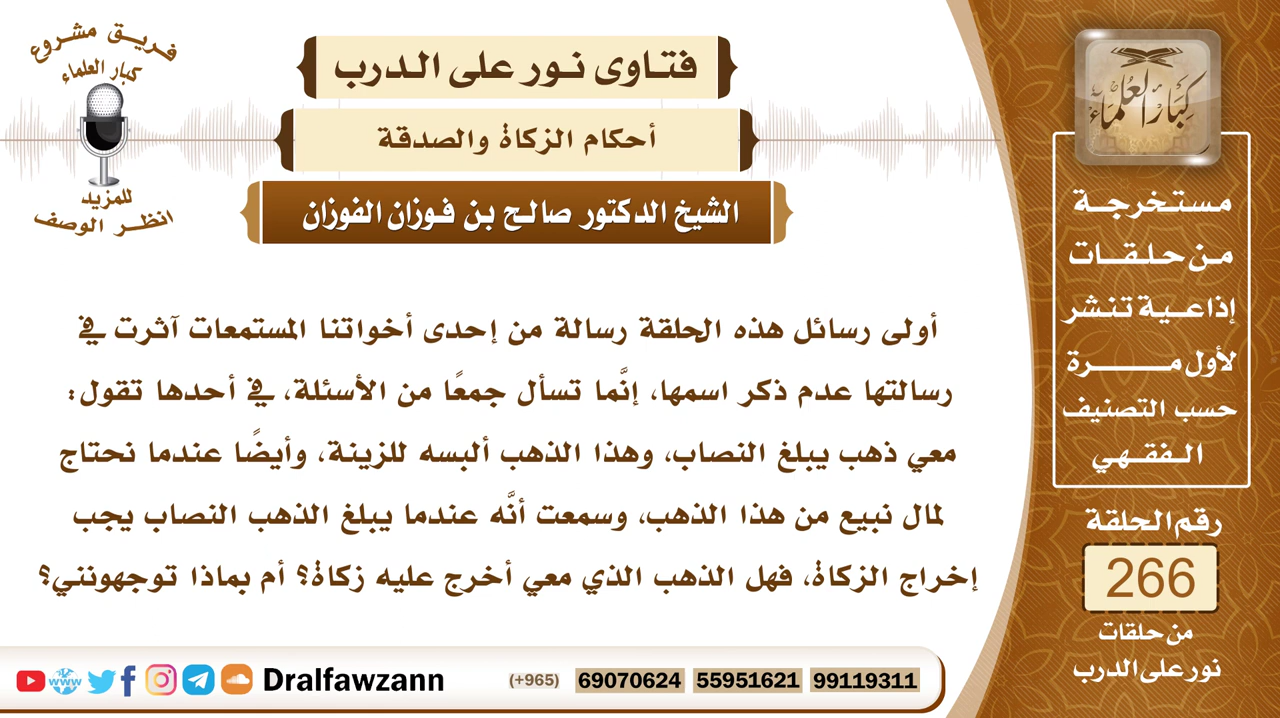 فريق مشروع
كبار العلماء
للمزيد
انظر الوصف
فتاوى نور على الدرب
أحكام الزكاة والصدقة
الشيخ الدكتور صالح بن فوزان الفوزان
كبار العلماء
مستخرجة
من حلقات
إذاعية تنشر
لأول مرة
حسب التصنيف
الفقهي
رقم الحلقة
266
من حلقات
نور على الدرب
أولى رسائل هذه الحلقة رسالة من إحدى أخواتنا المستمعات آثرت في
رسالتها عدم ذكر اسمها، إنَّما تسأل جمعًا من الأسئلة، في أحدها تقول:
معي ذهب يبلغ النصاب، وهذا الذهب ألبسه للزينة، وأيضًا عندما نحتاج
لمال نبيع من هذا الذهب، وسمعت أنَّه عندما يبلغ الذهب النصاب يجب
إخراج الزكاة، فهل الذهب الذي معي أخرج عليه زكاة؟ أم بماذا توجهونني؟
www Dralfawzann (+965) 69070624 55951621 99119311